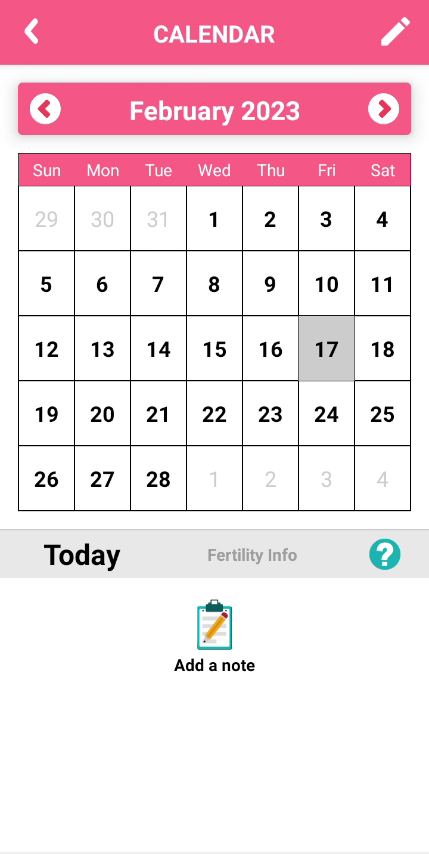 CALENDAR
February 2023
Sun Mon Tue Wed Thu Fri Sat
29 30 31 1 2 3 4
5 6 7 8 9 10 11
12 13 14 15 16 17 18
19 20 21 22 23 24 25
26 27 28 1 2 3 4
Today Fertility Info ?
Add a note